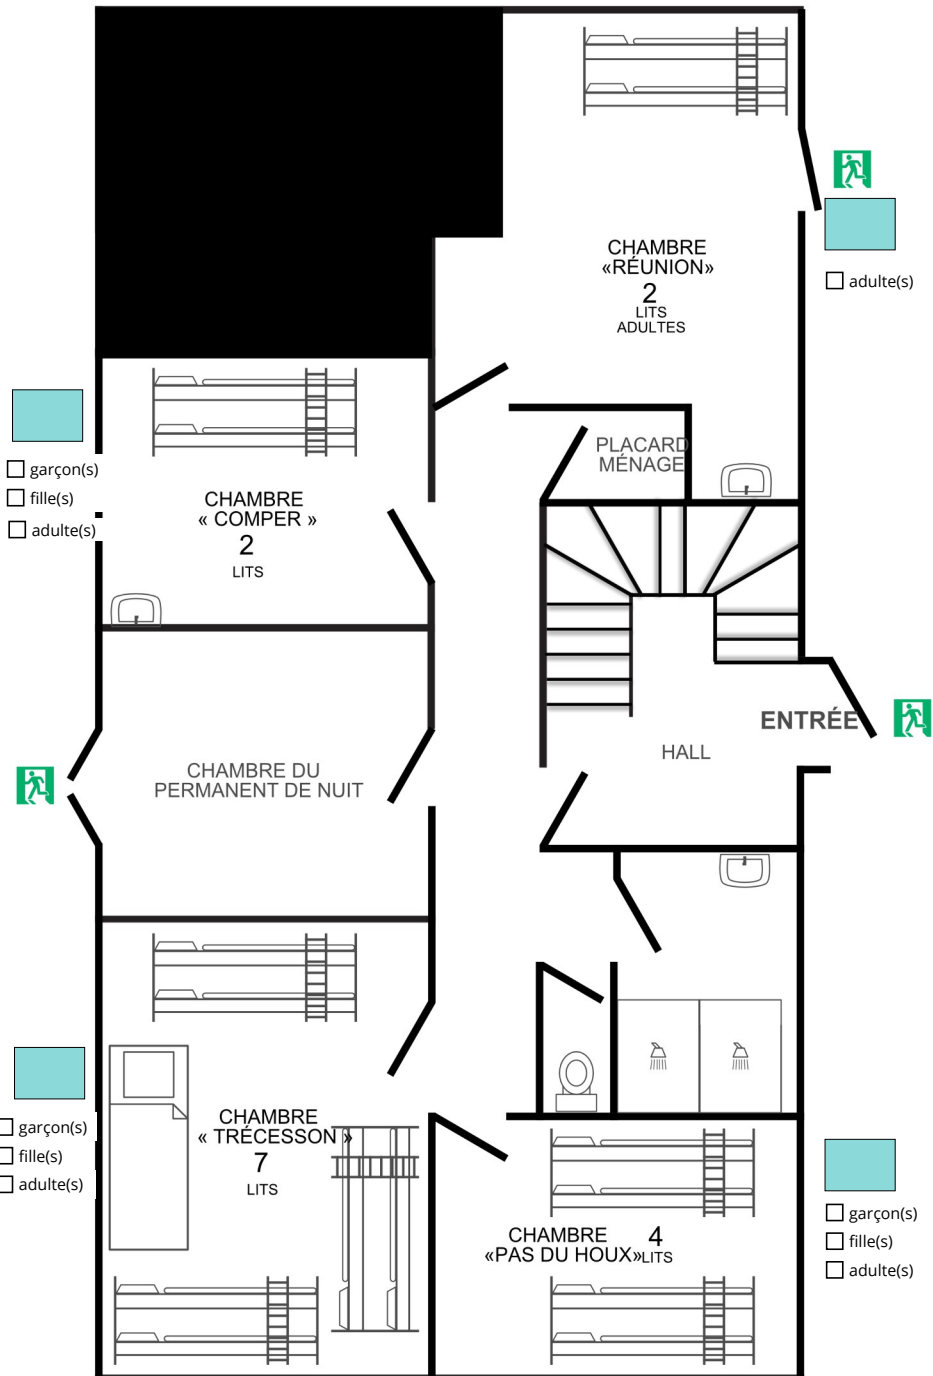 CHAMBRE
«RÉUNION»
2
LITS
ADULTES
adulte(s)
garçon(s)
fille(s)
adulte(s)
CHAMBRE
« COMPER »
2
LITS
PLACARD
MÉNAGE
ENTRÉE
HALL
CHAMBRE DU
PERMANENT DE NUIT
garçon(s)
fille(s)
adulte(s)
CHAMBRE
« TRÉCESSON »
7
LITS
CHAMBRE 4
«PAS DU HOUX» LITS
garçon(s)
fille(s)
adulte(s)